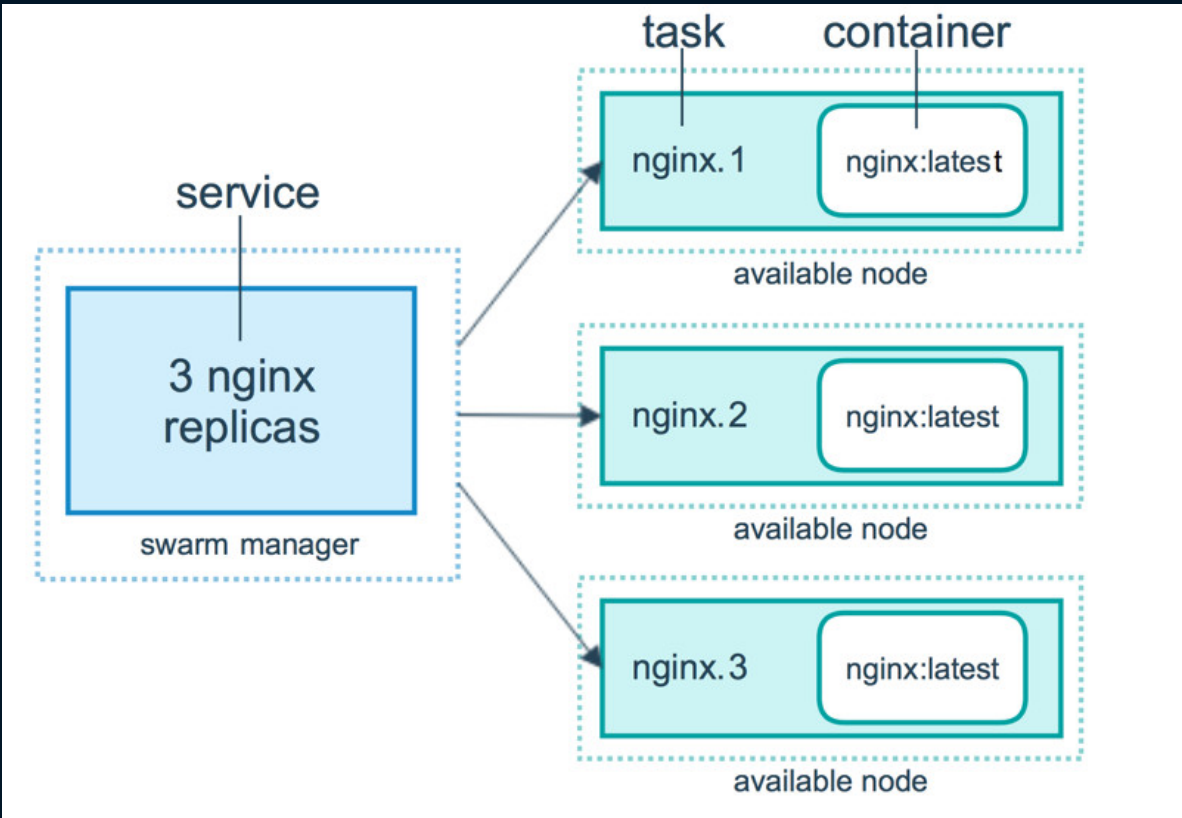 task
container
nginx.1
nginx:latest
available node
service
3 nginx
replicas
swarm manager
nginx.2
nginx:latest
available node
nginx.3
nginx:latest
available node